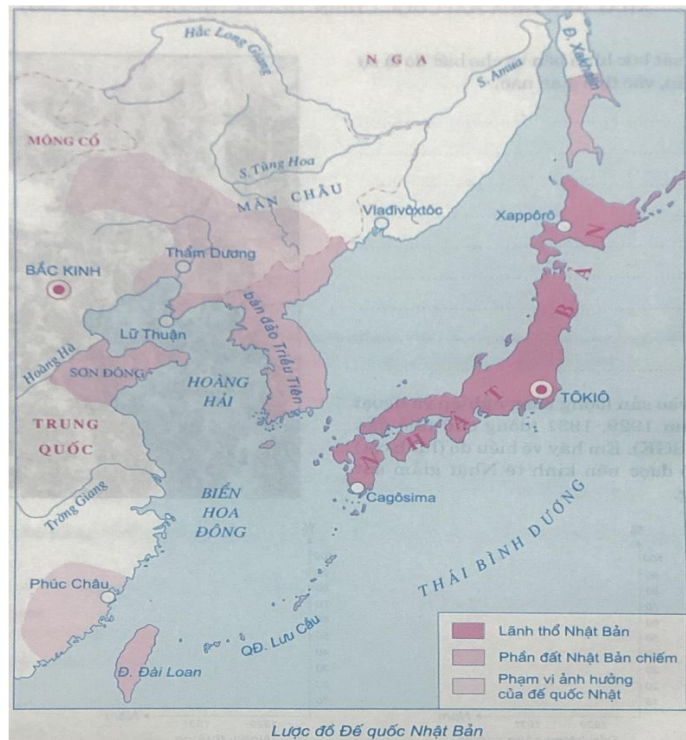 Hắc Long Giang
NGA
S. Amua
Đ. Xakhalin
MÔNG CỔ
S. Tùng Hoa
MÃN CHÂU
Vlađivôxtốc
Xappôrô
Thẩm Dương
BẮC KINH
bán đảo Triều Tiên
Lữ Thuận
Hoàng Hà
SƠN ĐÔNG
HOÀNG
HẢI
NHẬT BẢN
TÔKIÔ
TRUNG
QUỐC
Cagôsima
Trường Giang
BIỂN
HOA
ĐÔNG
THÁI BÌNH DƯƠNG
Phúc Châu
QĐ. Lưu Cầu
Đ. Đài Loan
Lãnh thổ Nhật Bản
Phần đất Nhật Bản chiếm
Phạm vi ảnh hưởng
của đế quốc Nhật
Lược đồ Đế quốc Nhật Bản